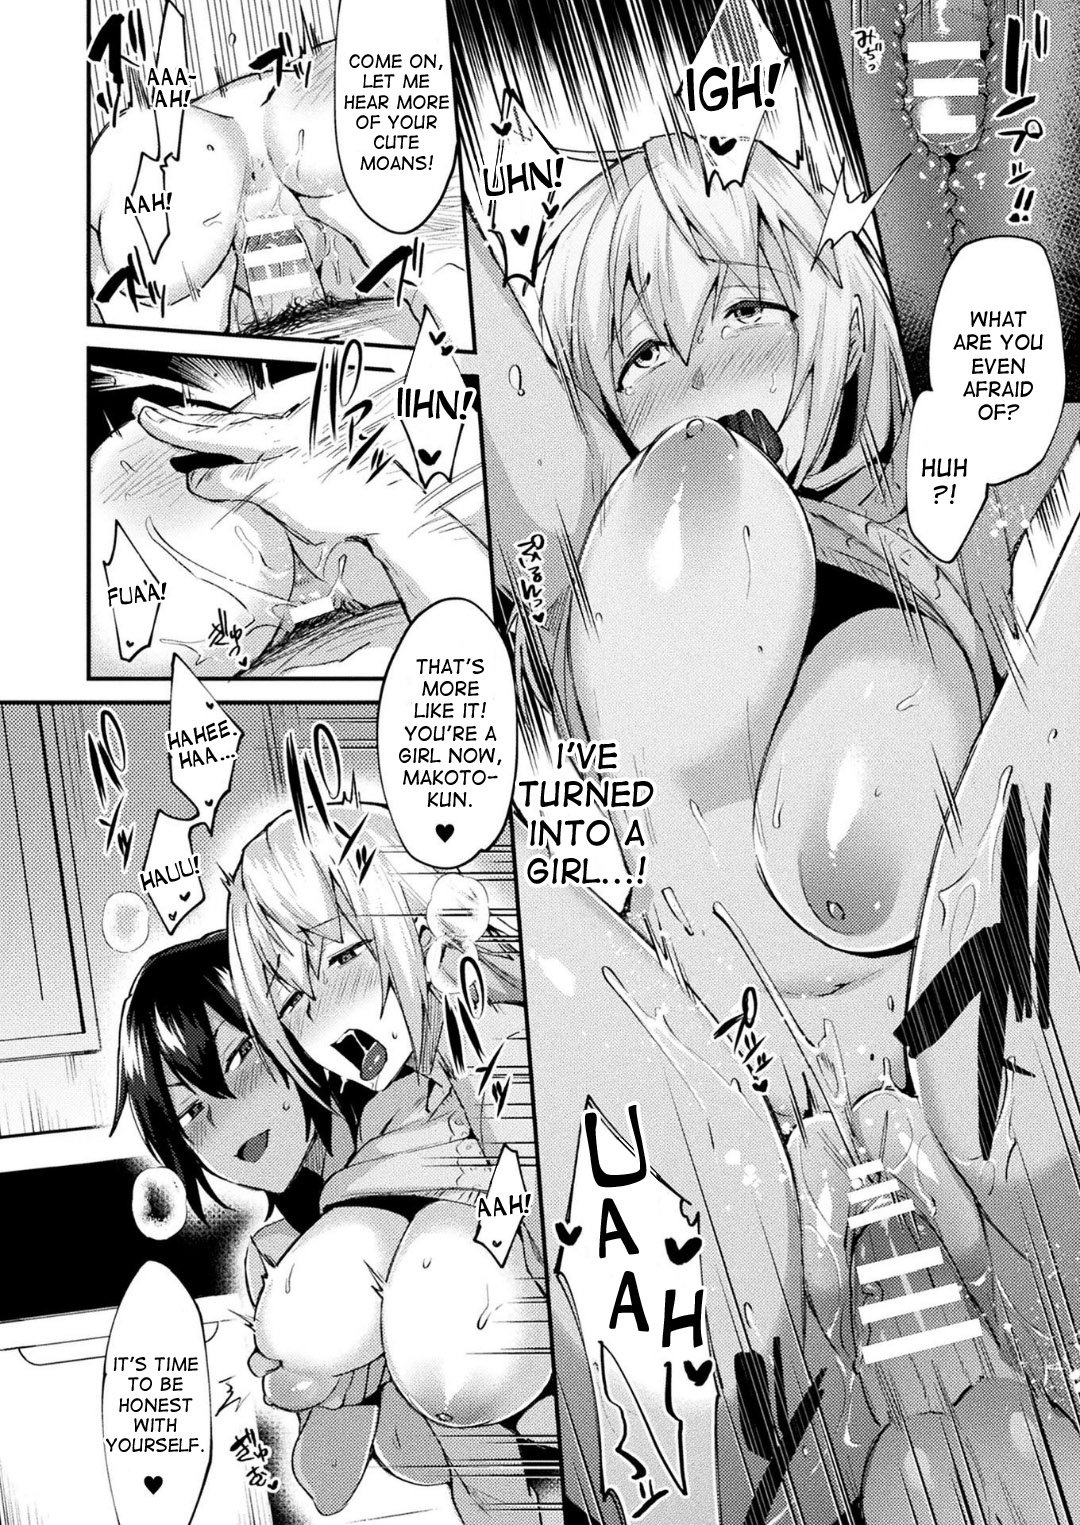 IGH!
WHAT
ARE YOU
EVEN
AFRAID
OF?
HUH
?!
UHN!
I'VE
TURNED
INTO A
GIRL...!
UAAH
COME ON,
LET ME
HEAR MORE
OF YOUR
CUTE
MOANS!
AAA-
AH!
AAH!
IIHN!
FUAA!
THAT'S
MORE
LIKE IT!
YOU'RE A
GIRL NOW,
MAKOTO-
KUN.
♥
HAHEE.
HAA...
HAUU!
AAH!
IT'S TIME
TO BE
HONEST
WITH
YOURSELF.
♥